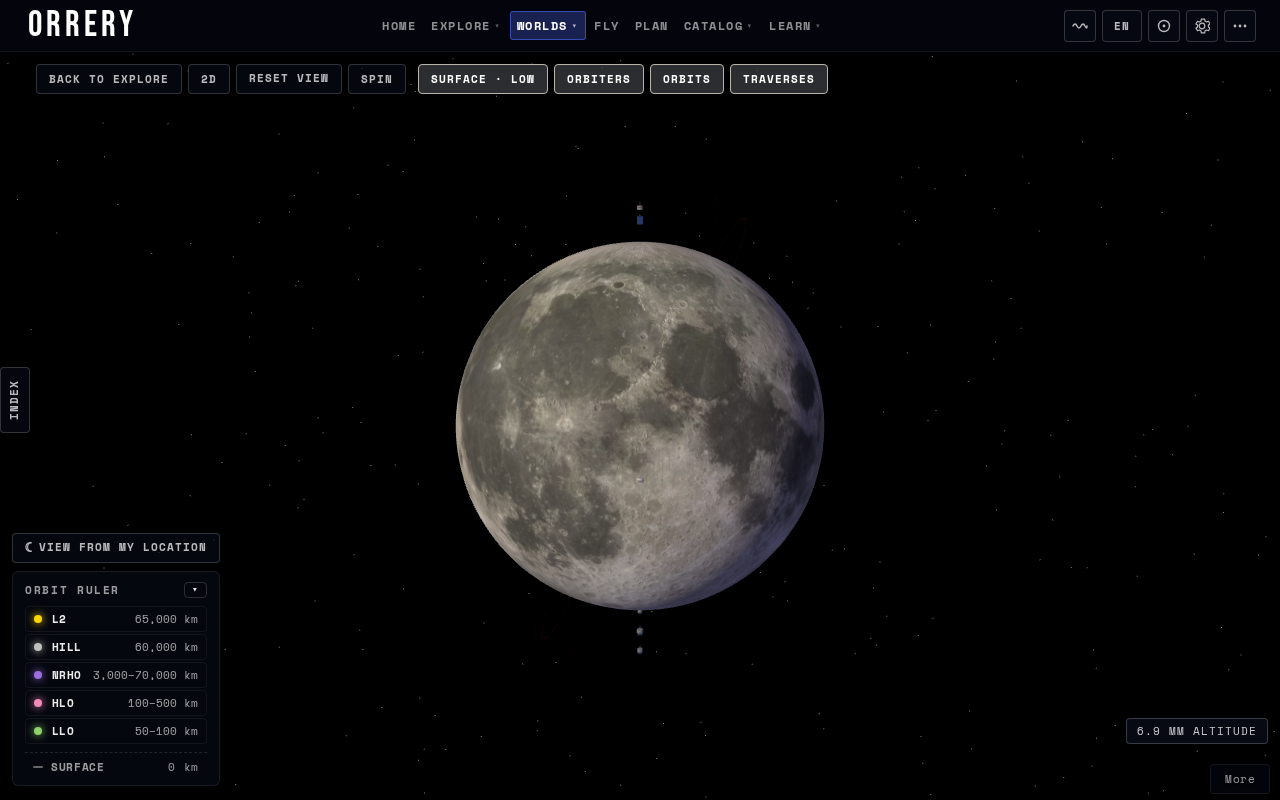 ORRERY
HOME EXPLORE WORLDS FLY PLAN CATALOG LEARN
EN
BACK TO EXPLORE 2D RESET VIEW SPIN SURFACE · LOW ORBITERS ORBITS TRAVERSES
INDEX
VIEW FROM MY LOCATION
ORBIT RULER
L2 65,000 km
HILL 60,000 km
NRHO 3,000–70,000 km
HLO 100–500 km
LLO 50–100 km
SURFACE 0 km
6.9 MM ALTITUDE
More